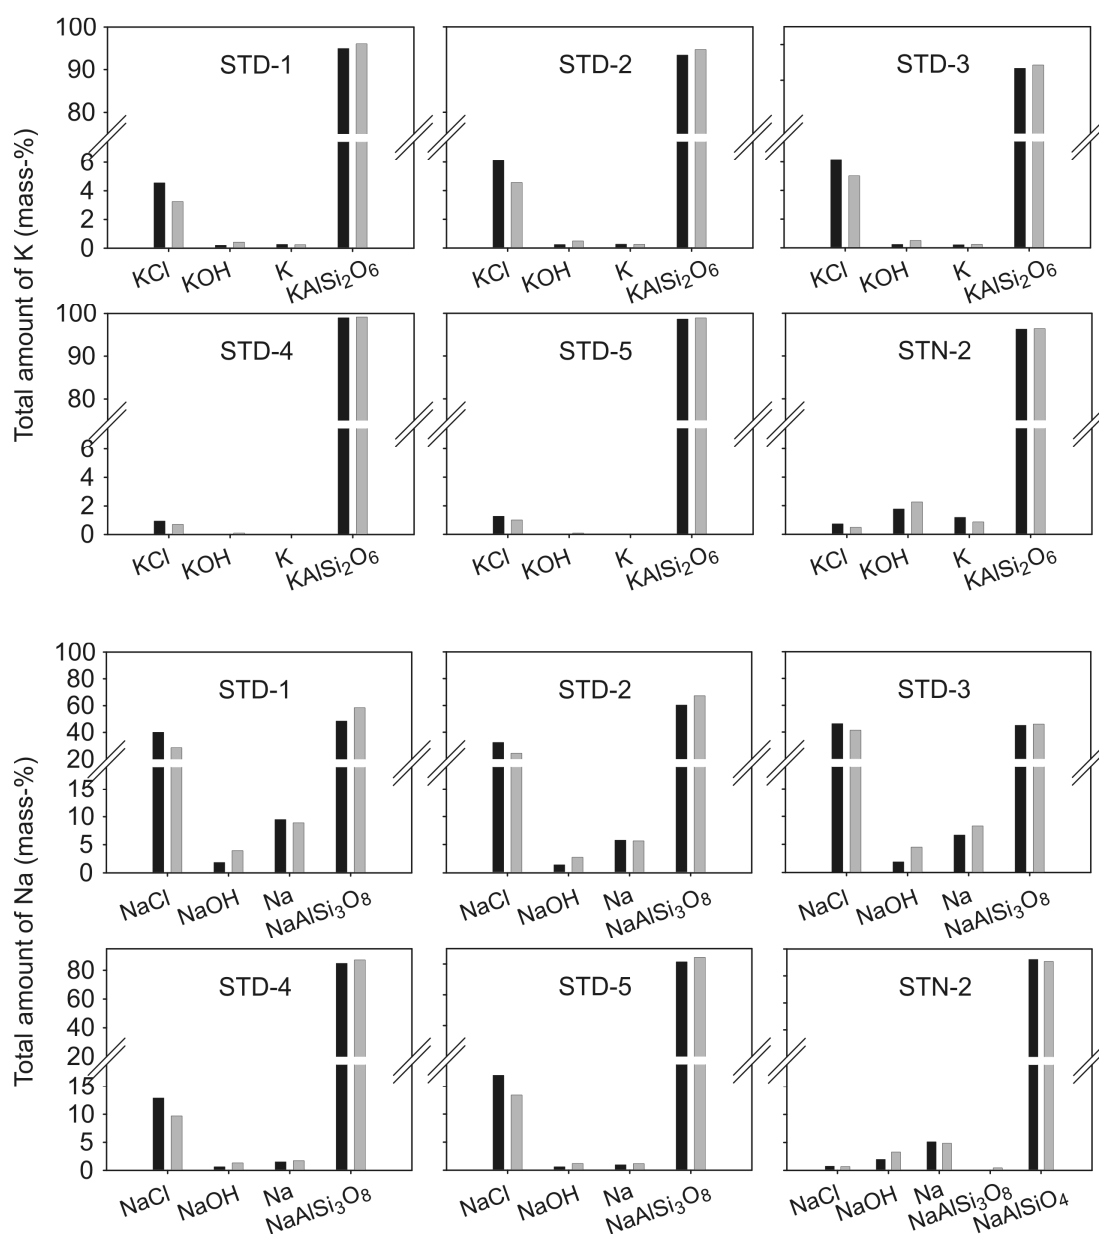 Total amount of K (mass-%)
100
90
80
6
4
2
0
STD-1
KCl
KOH
K
KAlSi₂O₆
STD-2
KCl
KOH
K
KAlSi₂O₆
STD-3
KCl
KOH
K
KAlSi₂O₆
100
90
80
6
4
2
0
STD-4
KCl
KOH
K
KAlSi₂O₆
STD-5
KCl
KOH
K
KAlSi₂O₆
STN-2
KCl
KOH
K
KAlSi₂O₆
Total amount of Na (mass-%)
100
80
60
40
20
15
10
5
0
STD-1
NaCl
NaOH
Na
NaAlSi₃O₈
STD-2
NaCl
NaOH
Na
NaAlSi₃O₈
STD-3
NaCl
NaOH
Na
NaAlSi₃O₈
80
60
40
20
15
10
5
0
STD-4
NaCl
NaOH
Na
NaAlSi₃O₈
STD-5
NaCl
NaOH
Na
NaAlSi₃O₈
STN-2
NaCl
NaOH
Na
NaAlSi₃O₈
NaAlSiO₄